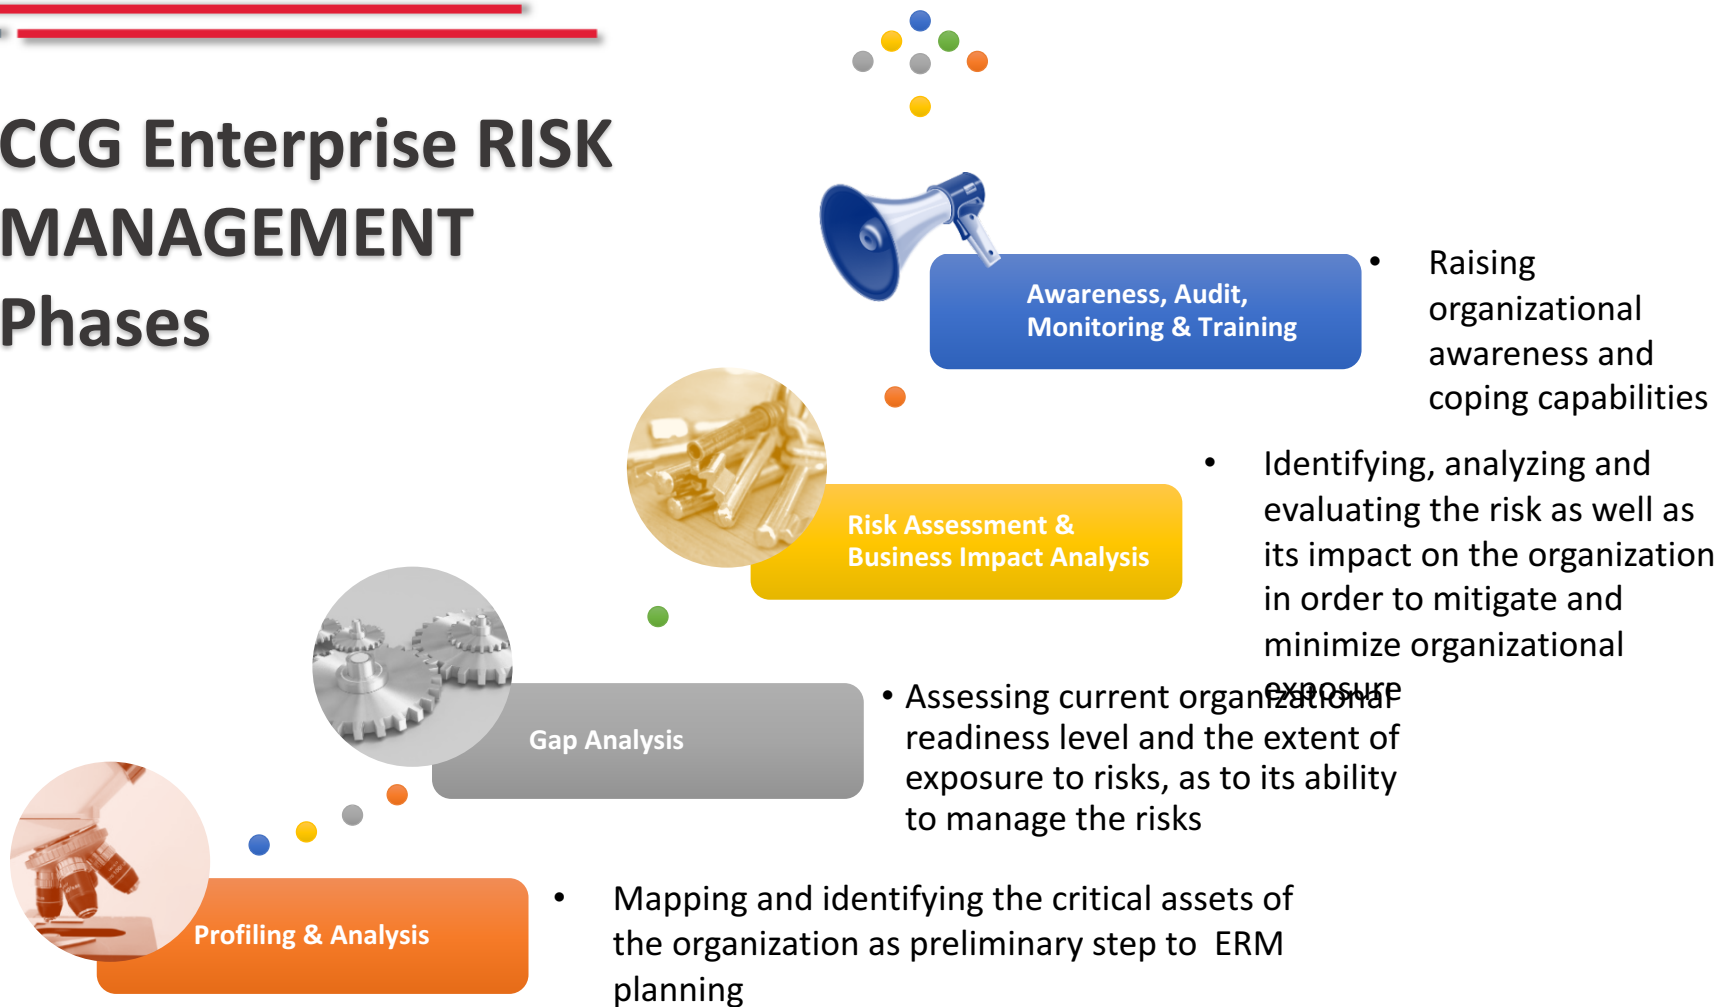 CCG Enterprise RISK
MANAGEMENT
Phases
Awareness, Audit,
Monitoring & Training
• Raising
organizational
awareness and
coping capabilities
Risk Assessment &
Business Impact Analysis
• Identifying, analyzing and
evaluating the risk as well as
its impact on the organization
in order to mitigate and
minimize organizational
exposure
Gap Analysis
• Assessing current organizational
readiness level and the extent of
exposure to risks, as to its ability
to manage the risks
Profiling & Analysis
• Mapping and identifying the critical assets of
the organization as preliminary step to  ERM
planning